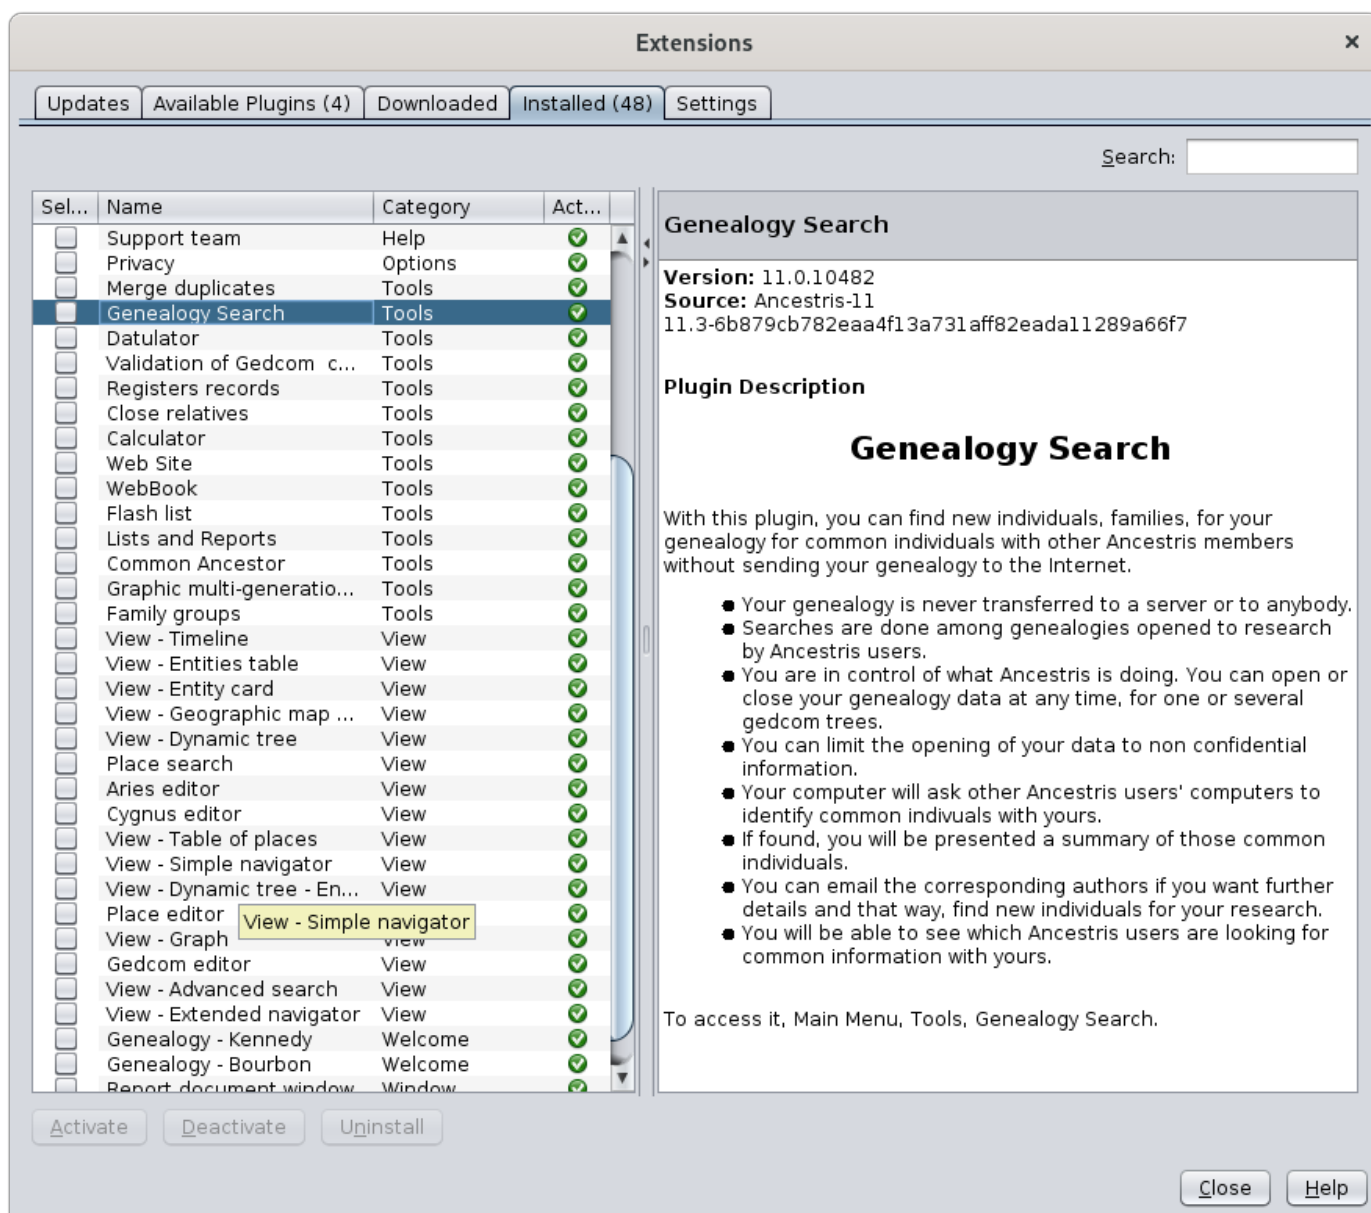 Extensions
Updates Available Plugins (4) Downloaded Installed (48) Settings
Search:
Sel... Name Category Act...
Support team Help
Privacy Options
Merge duplicates Tools
Genealogy Search Tools
Datulator Tools
Validation of Gedcom c... Tools
Registers records Tools
Close relatives Tools
Calculator Tools
Web Site Tools
WebBook Tools
Flash list Tools
Lists and Reports Tools
Common Ancestor Tools
Graphic multi-generatio... Tools
Family groups Tools
View - Timeline View
View - Entities table View
View - Entity card View
View - Geographic map ... View
View - Dynamic tree View
Place search View
Aries editor View
Cygnus editor View
View - Table of places View
View - Simple navigator View
View - Dynamic tree - En... View
Place editor
View - Simple navigator
View - Graph View
Gedcom editor View
View - Advanced search View
View - Extended navigator View
Genealogy - Kennedy Welcome
Genealogy - Bourbon Welcome
Report document window Window
Genealogy Search
Version: 11.0.10482
Source: Ancestris-11
11.3-6b879cb782eaa4f13a731aff82eada11289a66f7
Plugin Description
Genealogy Search
With this plugin, you can find new individuals, families, for your
genealogy for common individuals with other Ancestris members
without sending your genealogy to the Internet.
Your genealogy is never transferred to a server or to anybody.
Searches are done among genealogies opened to research
by Ancestris users.
You are in control of what Ancestris is doing. You can open or
close your genealogy data at any time, for one or several
gedcom trees.
You can limit the opening of your data to non confidential
information.
Your computer will ask other Ancestris users' computers to
identify common indivuals with yours.
If found, you will be presented a summary of those common
individuals.
You can email the corresponding authors if you want further
details and that way, find new individuals for your research.
You will be able to see which Ancestris users are looking for
common information with yours.
To access it, Main Menu, Tools, Genealogy Search.
Activate Deactivate Uninstall
Close Help